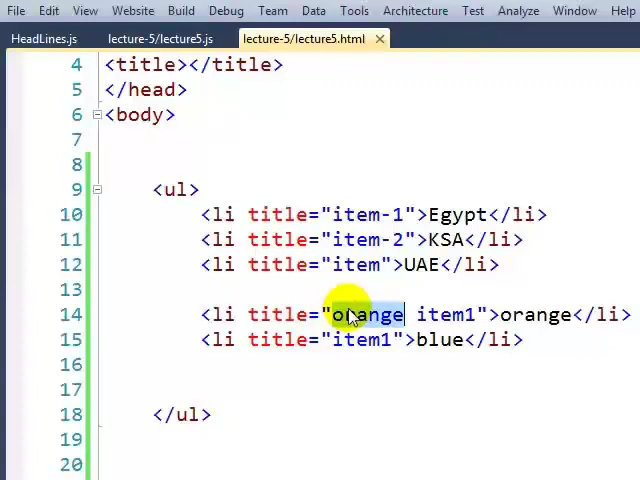 File Edit View Website Build Debug Team Data Tools Architecture Test Analyze Window Help
HeadLines.js lecture-5/lecture5.js lecture-5/lecture5.html
4 <title></title>
5 </head>
6 <body>
7
8
9 <ul>
10 <li title="item-1">Egypt</li>
11 <li title="item-2">KSA</li>
12 <li title="item">UAE</li>
13
14 <li title="orange item1">orange</li>
15 <li title="item1">blue</li>
16
17
18 </ul>
19
20